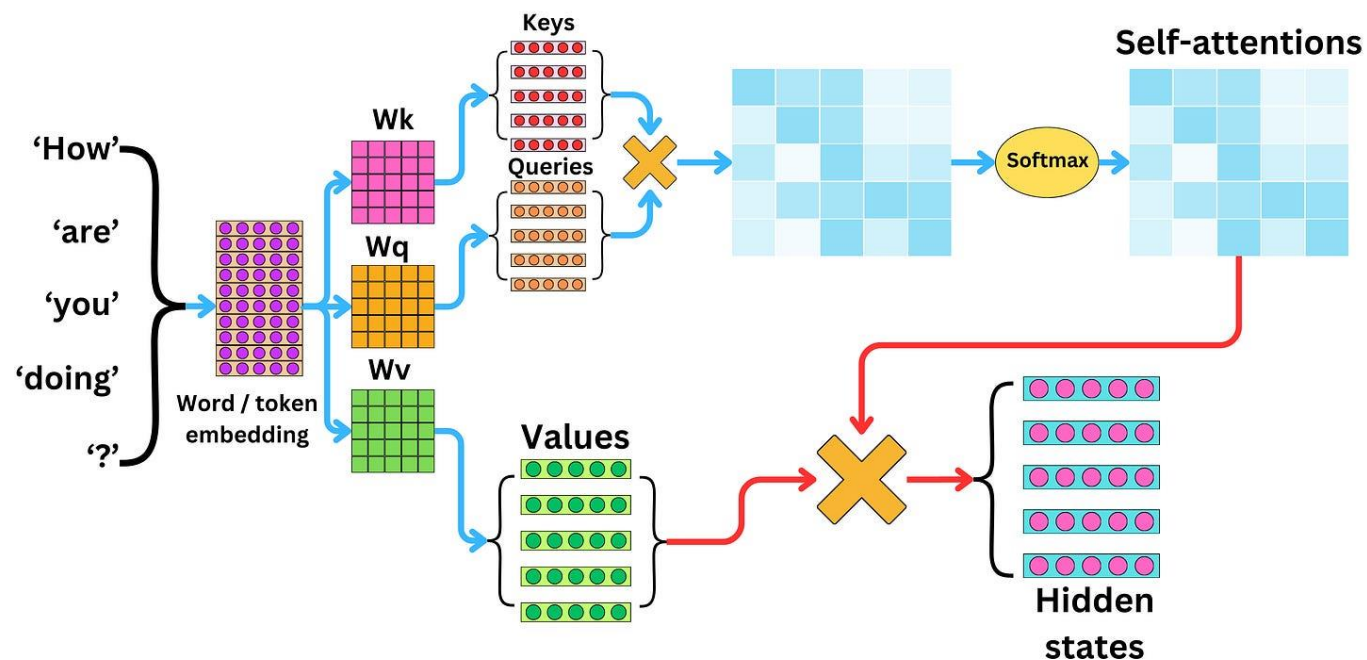 ‘How’
‘are’
‘you’
‘doing’
‘?’
Word / token
embedding
Wk
Wq
Wv
Keys
Queries
Values
Softmax
Self-attentions
Hidden
states